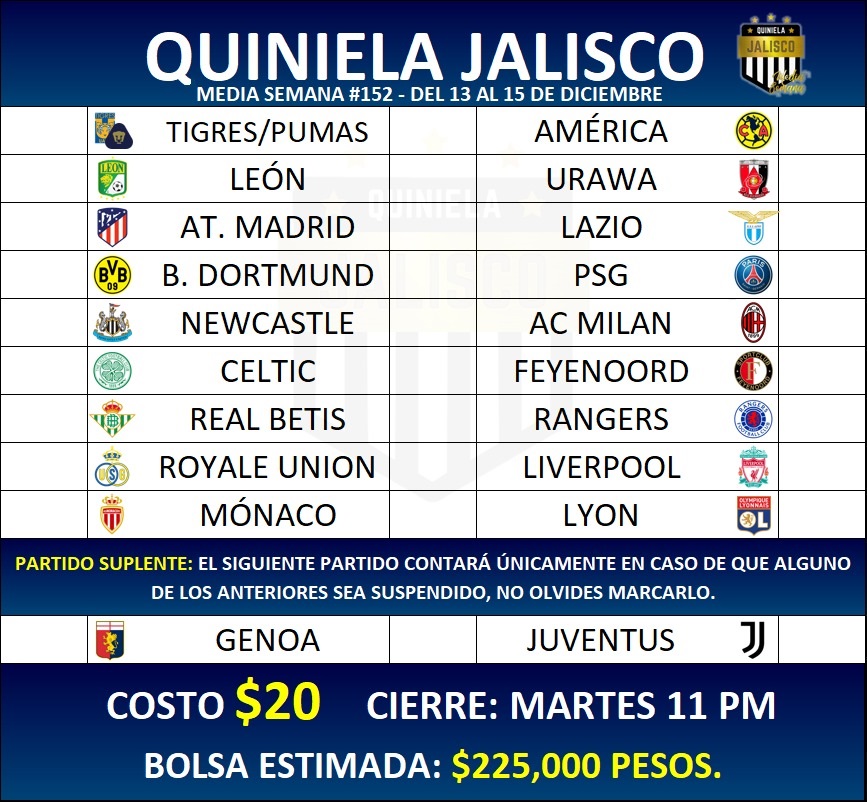 QUINIELA JALISCO
QUINIELA
JALISCO
Media
Semana
MEDIA SEMANA #152 - DEL 13 AL 15 DE DICIEMBRE
TIGRES/PUMAS AMÉRICA
LEÓN URAWA
QUINIELA
AT. MADRID LAZIO
B. DORTMUND PSG
JALISCO
NEWCASTLE AC MILAN
CELTIC FEYENOORD
REAL BETIS RANGERS
ROYALE UNION LIVERPOOL
MÓNACO LYON
PARTIDO SUPLENTE: EL SIGUIENTE PARTIDO CONTARÁ ÚNICAMENTE EN CASO DE QUE ALGUNO
DE LOS ANTERIORES SEA SUSPENDIDO, NO OLVIDES MARCARLO.
GENOA JUVENTUS
COSTO $20 CIERRE: MARTES 11 PM
BOLSA ESTIMADA: $225,000 PESOS.